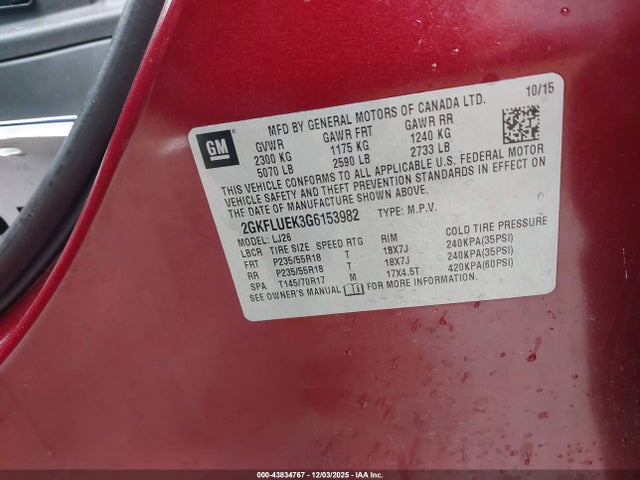 10/15
MFD BY GENERAL MOTORS OF CANADA LTD.
GM
GVWR GAWR FRT GAWR RR
2300 KG 1175 KG 1240 KG
5070 LB 2590 LB 2733 LB
THIS VEHICLE CONFORMS TO ALL APPLICABLE U.S. FEDERAL MOTOR
VEHICLE SAFETY AND THEFT PREVENTION STANDARDS IN EFFECT ON
THE DATE OF MANUFACTURE SHOWN ABOVE.
2GKFLUEK3G6153982 TYPE: M.P.V.
MODEL: LJ26
LBCR TIRE SIZE SPEED RTG RIM COLD TIRE PRESSURE
FRT P235/55R18 T 18X7J 240KPA(35PSI)
RR P235/55R18 T 18X7J 240KPA(35PSI)
SPA T145/70R17 M 17X4.5T 420KPA(60PSI)
SEE OWNER'S MANUAL FOR MORE INFORMATION.
000-43834767 - 12/03/2025 - IAA Inc.